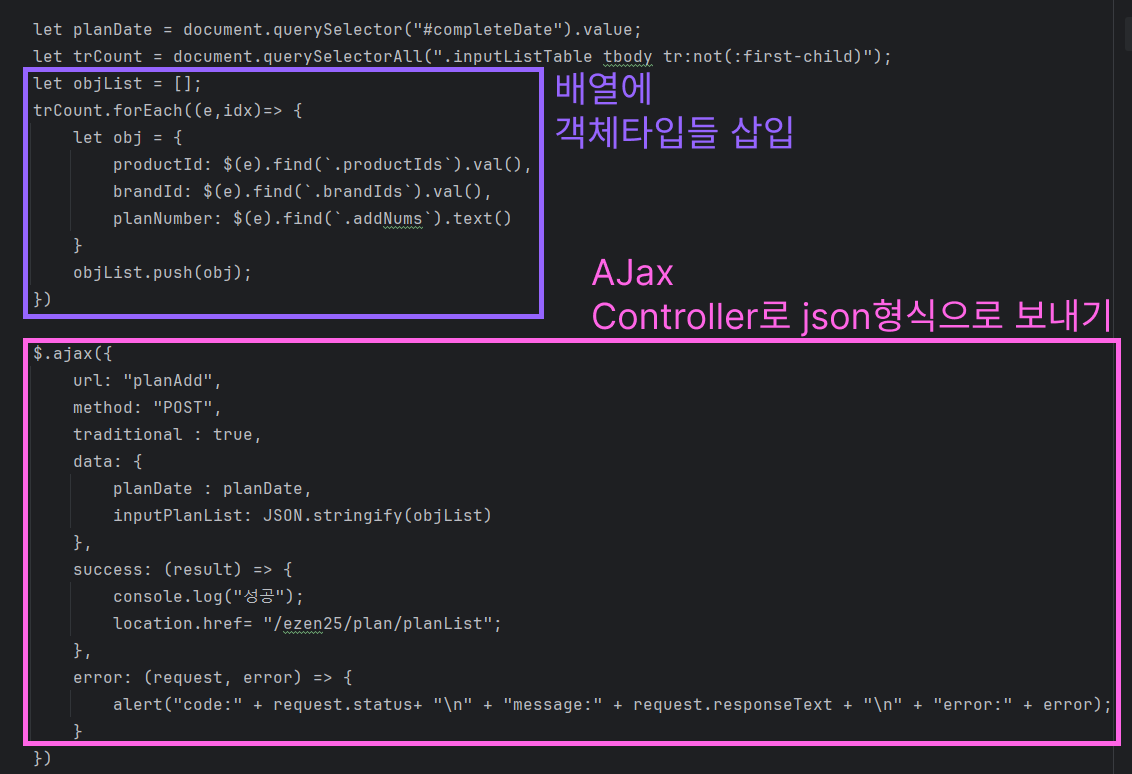 let planDate = document.querySelector("#completeDate").value;
let trCount = document.querySelectorAll(".inputListTable tbody tr:not(:first-child)");
let objList = [];
trCount.forEach((e,idx)=> {
    let obj = {
        productId: $(e).find(`.productIds`).val(),
        brandId: $(e).find(`.brandIds`).val(),
        planNumber: $(e).find(`.addNums`).text()
    }
    objList.push(obj);
})
배열에
객체타입들 삽입
AJax
Controller로 json형식으로 보내기
$.ajax({
    url: "planAdd",
    method: "POST",
    traditional : true,
    data: {
        planDate : planDate,
        inputPlanList: JSON.stringify(objList)
    },
    success: (result) => {
        console.log("성공");
        location.href= "/ezen25/plan/planList";
    },
    error: (request, error) => {
        alert("code:" + request.status+ "\n" + "message:" + request.responseText + "\n" + "error:" + error);
    }
})